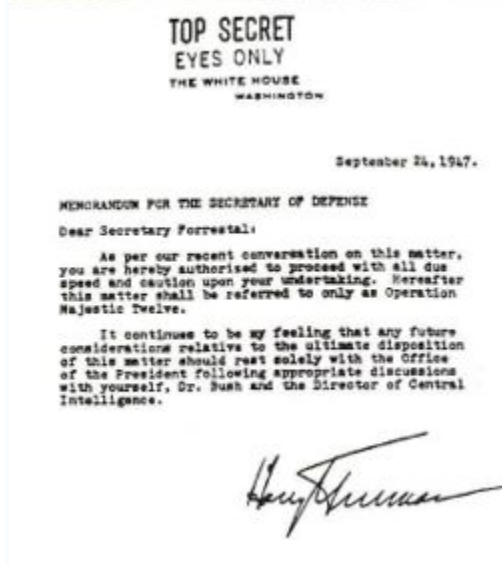 TOP SECRET
EYES ONLY
THE WHITE HOUSE
WASHINGTON
September 24, 1947.
MEMORANDUM FOR THE SECRETARY OF DEFENSE
Dear Secretary Forrestal:
As per our recent conversation on this matter,
you are hereby authorized to proceed with all due
speed and caution upon your undertaking. Hereafter
this matter shall be referred to only as Operation
Majestic Twelve.
It continues to be my feeling that any future
considerations relative to the ultimate disposition
of this matter should rest solely with the Office
of the President following appropriate discussions
with yourself, Dr. Bush and the Director of Central
Intelligence.
Harry Truman